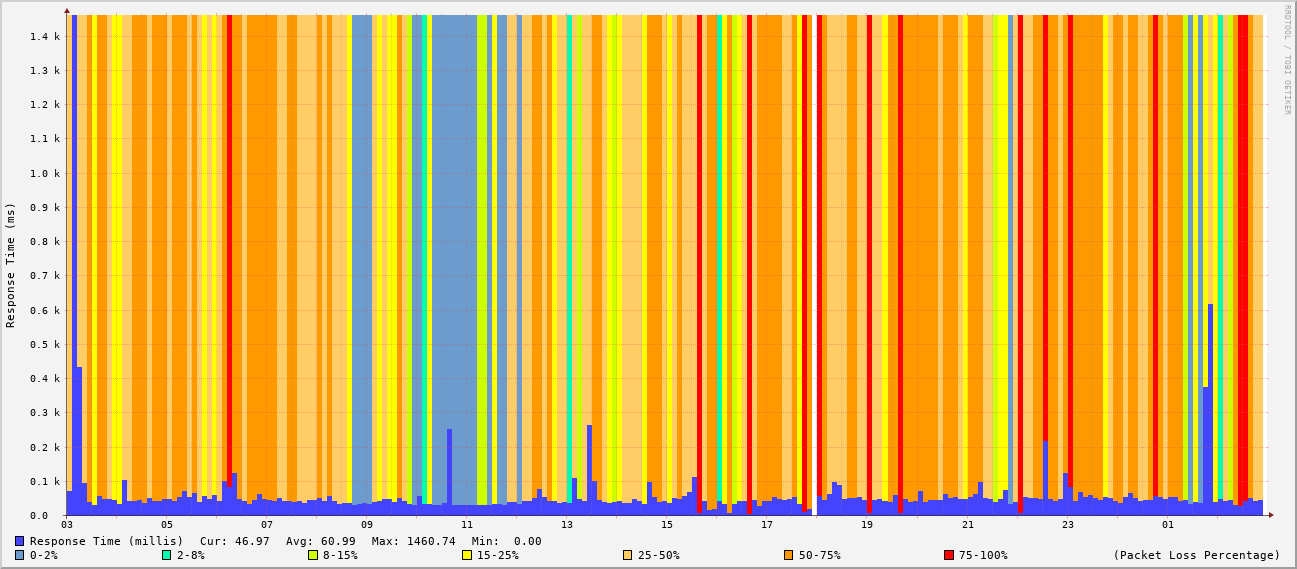 RRDTOOL / TOBI OETIKER
Response Time (ms)
1.4 k
1.3 k
1.2 k
1.1 k
1.0 k
0.9 k
0.8 k
0.7 k
0.6 k
0.5 k
0.4 k
0.3 k
0.2 k
0.1 k
0.0
03 05 07 09 11 13 15 17 19 21 23 01
Response Time (millis) Cur: 46.97 Avg: 60.99 Max: 1460.74 Min: 0.00
0-2% 2-8% 8-15% 15-25% 25-50% 50-75% 75-100% (Packet Loss Percentage)